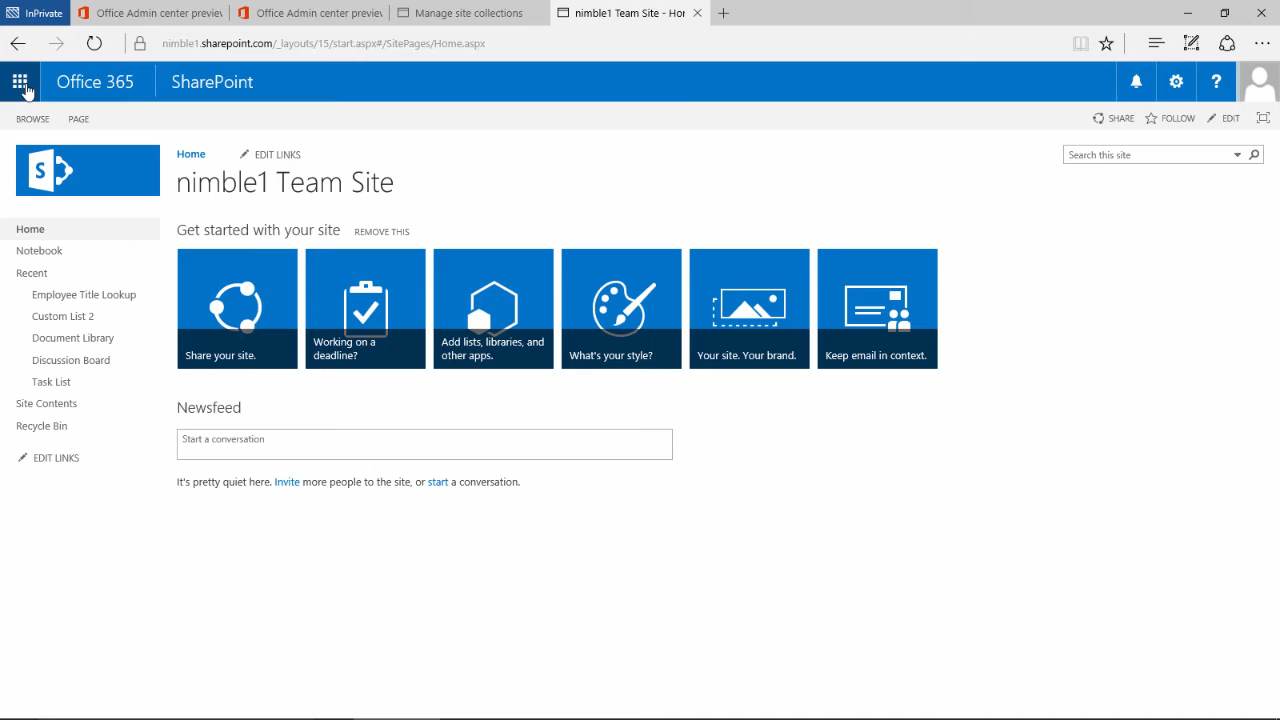 InPrivate
Office Admin center preview
Office Admin center preview
Manage site collections
nimble1 Team Site - Ho
nimble1.sharepoint.com/_layouts/15/start.aspx#/SitePages/Home.aspx
Office 365
SharePoint
?
BROWSE
PAGE
SHARE
FOLLOW
EDIT
S
Home
EDIT LINKS
Search this site
nimble1 Team Site
Home
Notebook
Recent
Employee Title Lookup
Custom List 2
Document Library
Discussion Board
Task List
Site Contents
Recycle Bin
EDIT LINKS
Get started with your site
REMOVE THIS
Share your site.
Working on a
deadline?
Add lists, libraries, and
other apps.
What's your style?
Your site. Your brand.
Keep email in context.
Newsfeed
Start a conversation
It's pretty quiet here. Invite more people to the site, or start a conversation.